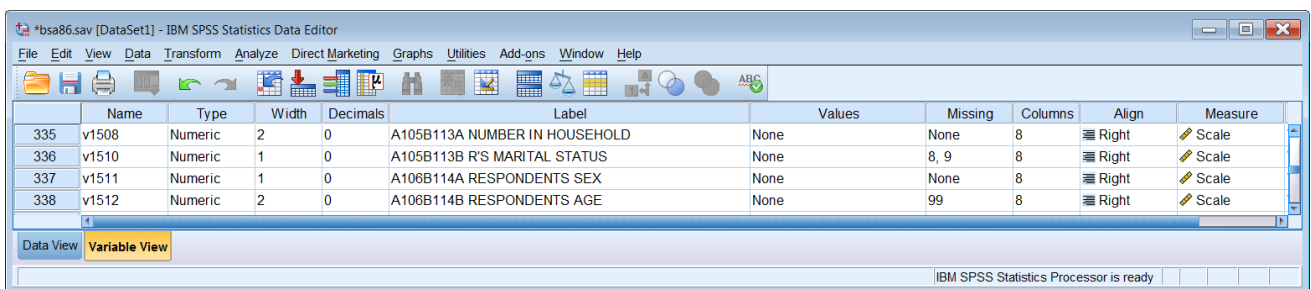 *bsa86.sav [DataSet1] - IBM SPSS Statistics Data Editor
File Edit View Data Transform Analyze Direct Marketing Graphs Utilities Add-ons Window Help
Name Type Width Decimals Label Values Missing Columns Align Measure
335 v1508 Numeric 2 0 A105B113A NUMBER IN HOUSEHOLD None None 8 Right Scale
336 v1510 Numeric 1 0 A105B113B R'S MARITAL STATUS None 8, 9 8 Right Scale
337 v1511 Numeric 1 0 A106B114A RESPONDENTS SEX None None 8 Right Scale
338 v1512 Numeric 2 0 A106B114B RESPONDENTS AGE None 99 8 Right Scale
Data View Variable View
IBM SPSS Statistics Processor is ready